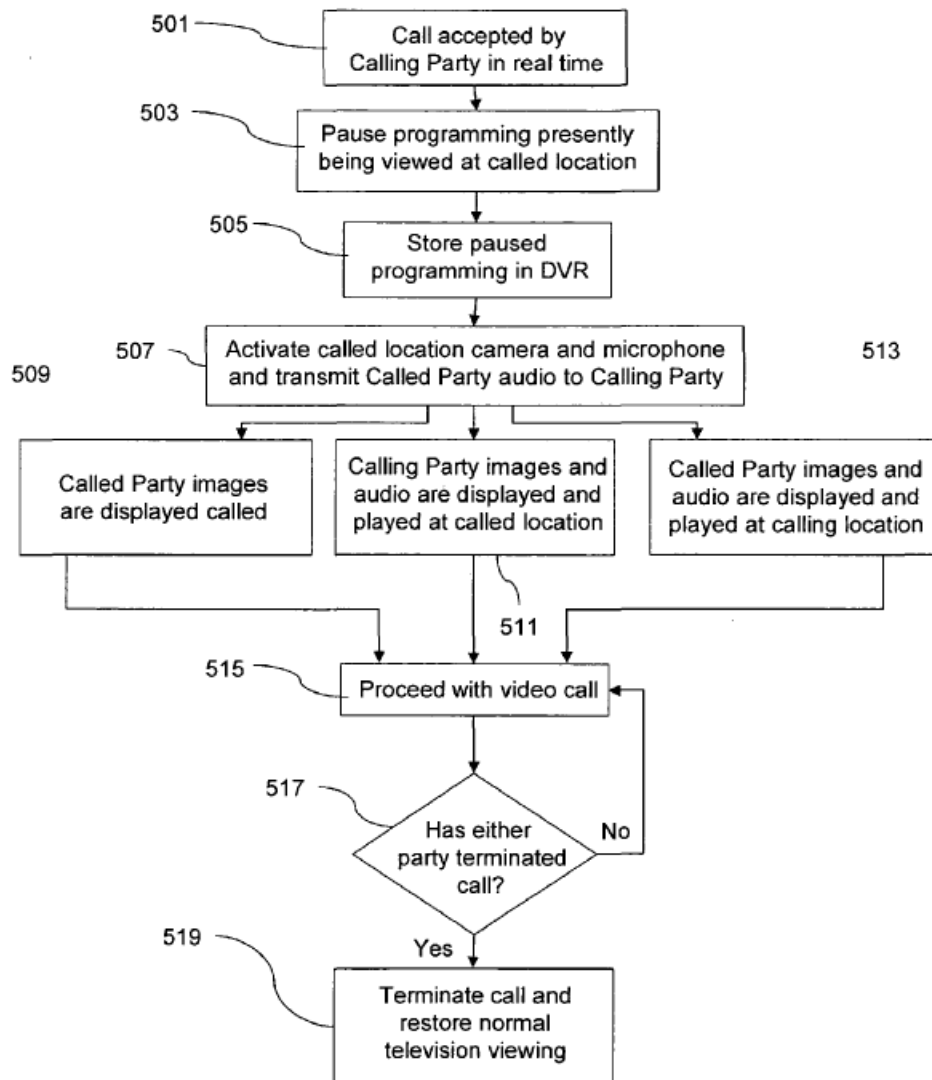 501
Call accepted by
Calling Party in real time
503
Pause programming presently
being viewed at called location
505
Store paused
programming in DVR
507
Activate called location camera and microphone
and transmit Called Party audio to Calling Party
513
509
Called Party images
are displayed called
Calling Party images and
audio are displayed and
played at called location
Called Party images and
audio are displayed and
played at calling location
511
515
Proceed with video call
517
Has either
party terminated
call?
No
Yes
519
Terminate call and
restore normal
television viewing